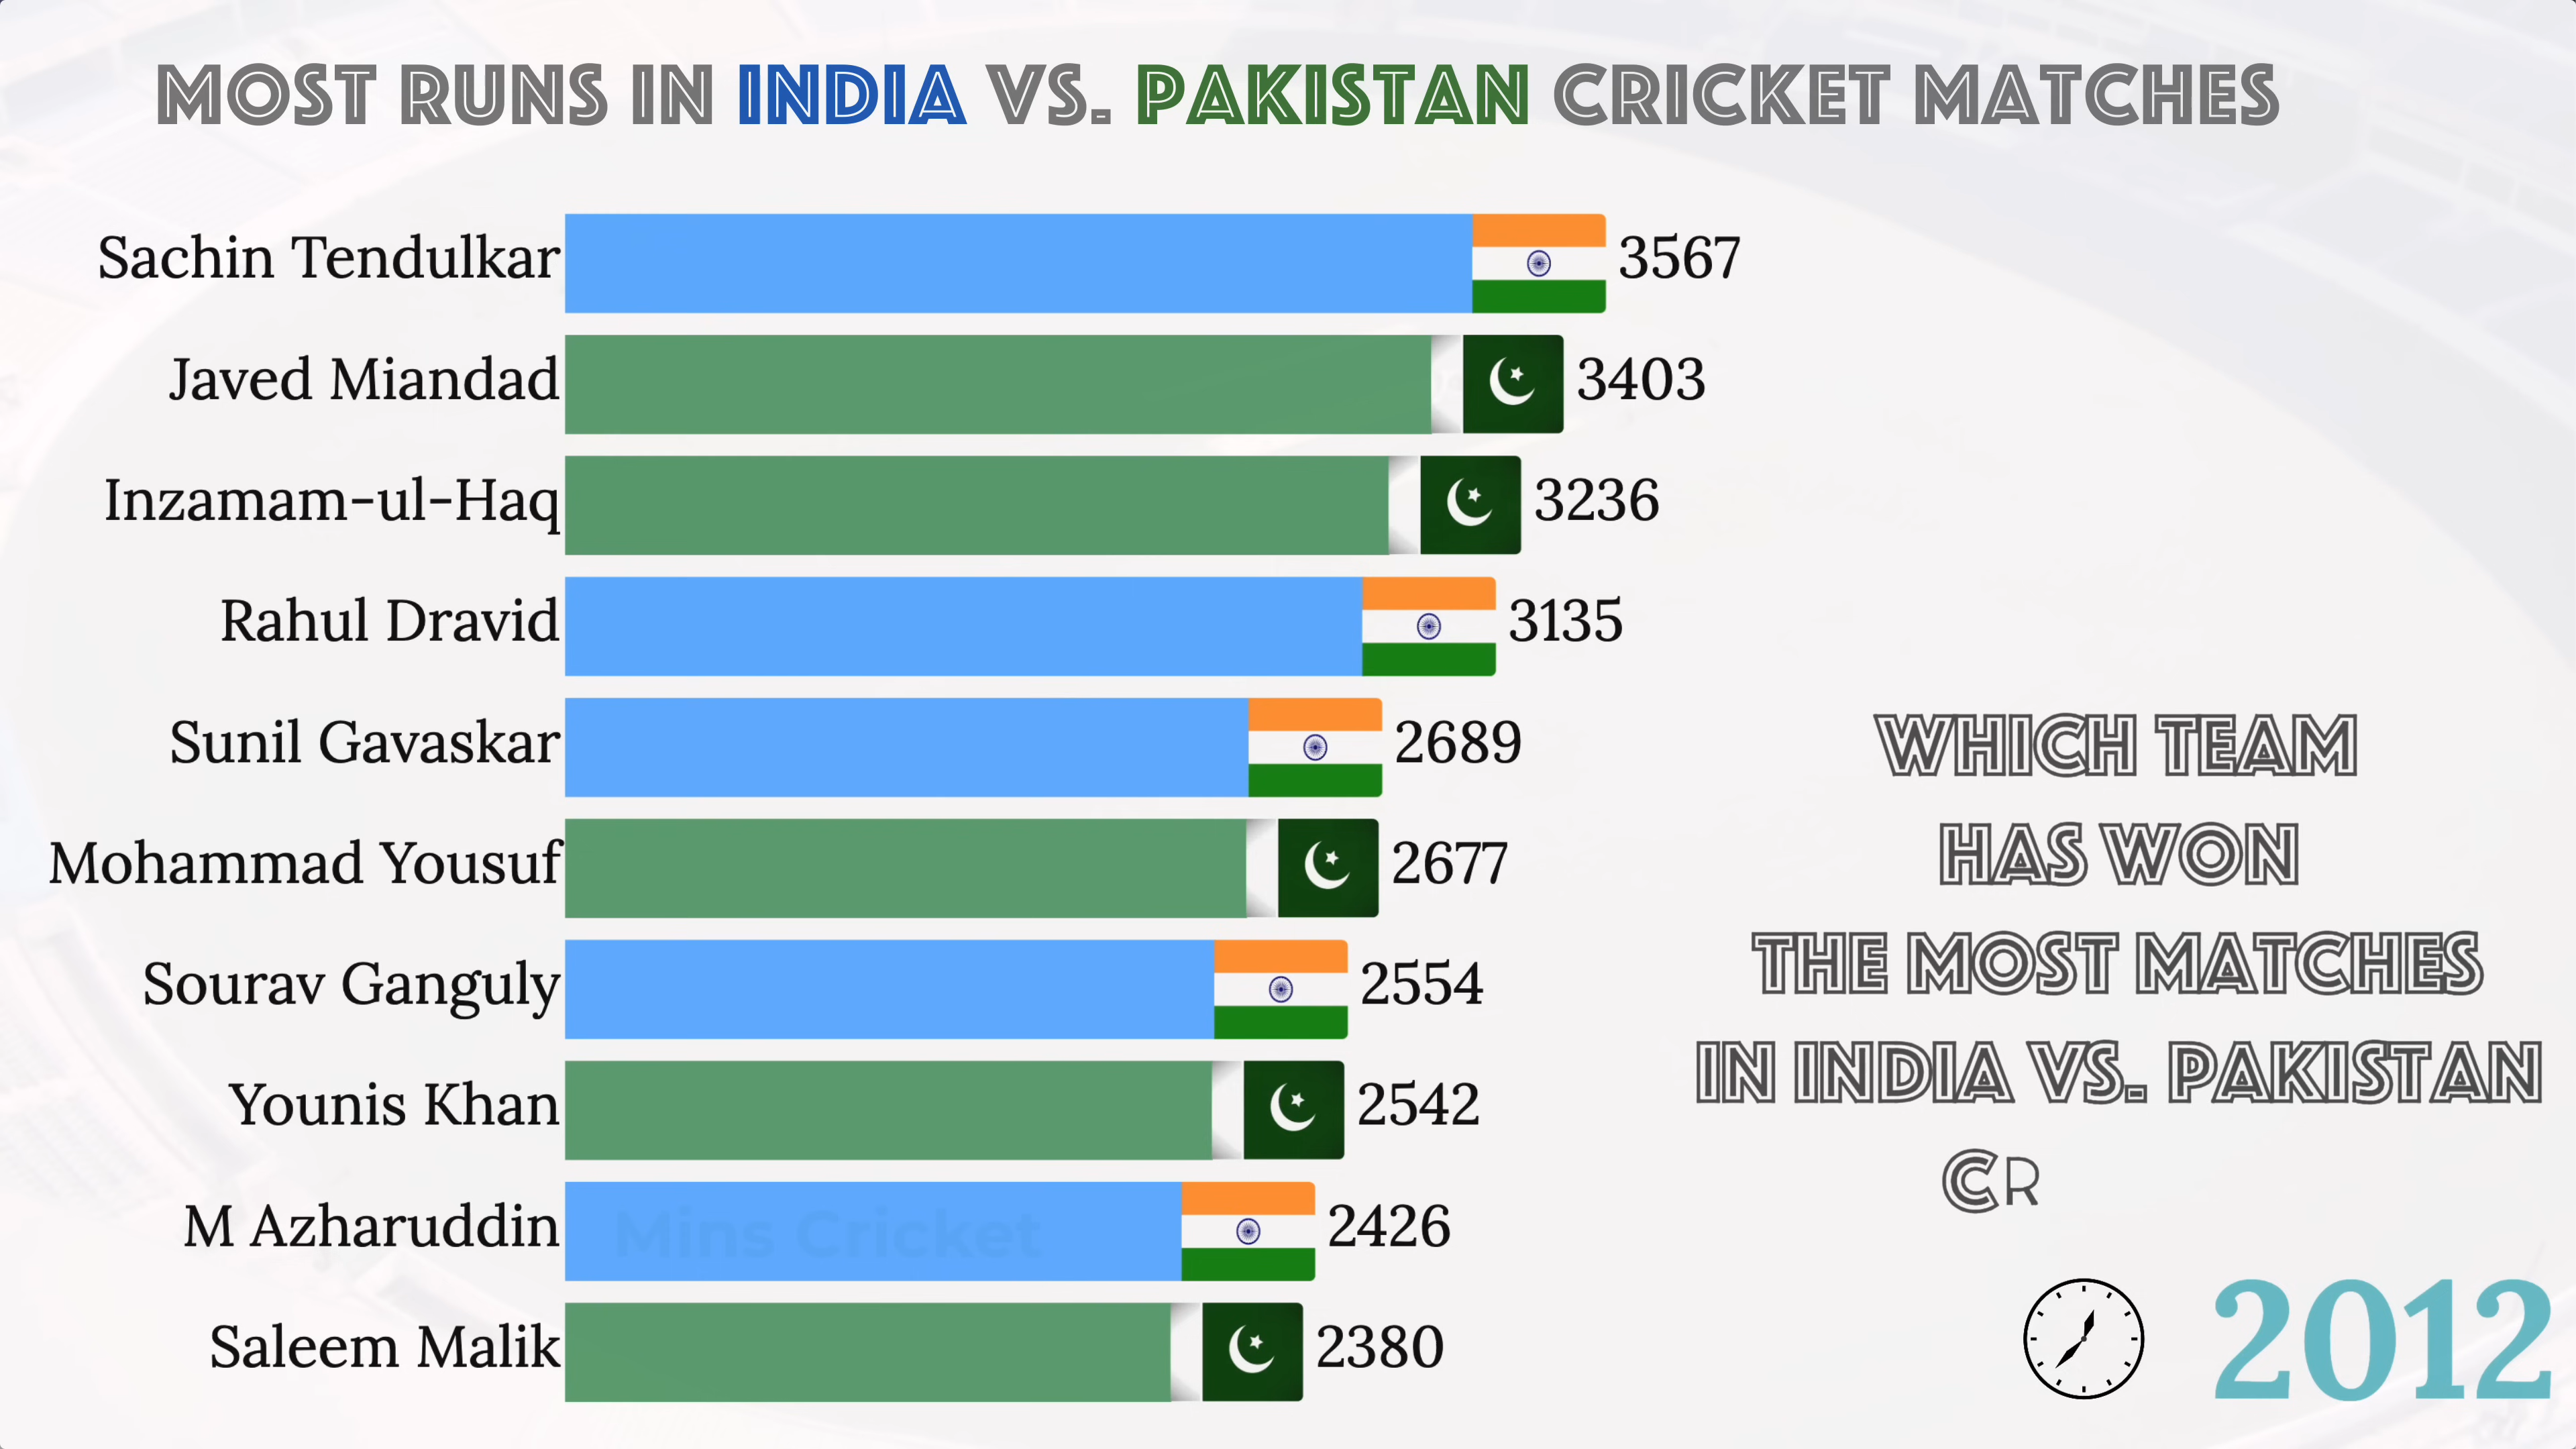 MOST RUNS IN INDIA VS. PAKISTAN CRICKET MATCHES
Sachin Tendulkar 3567
Javed Miandad 3403
Inzamam-ul-Haq 3236
Rahul Dravid 3135
Sunil Gavaskar 2689
Mohammad Yousuf 2677
Sourav Ganguly 2554
Younis Khan 2542
M Azharuddin 2426
Mins Cricket
Saleem Malik 2380
WHICH TEAM
HAS WON
THE MOST MATCHES
IN INDIA VS. PAKISTAN
CR
2012